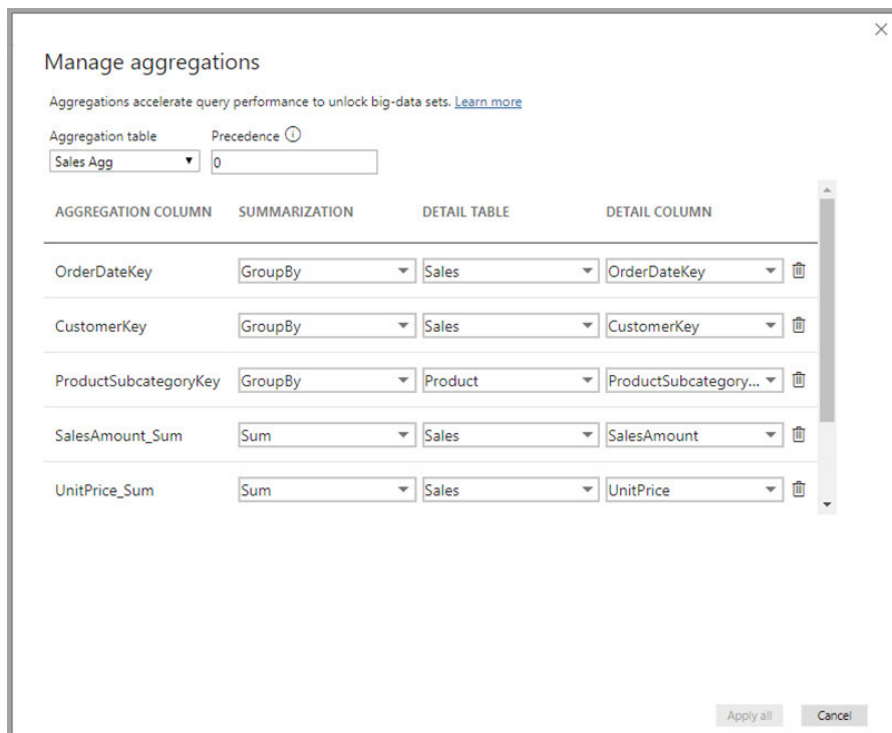 Manage aggregations
Aggregations accelerate query performance to unlock big-data sets. Learn more
Aggregation table Precedence
Sales Agg 0
AGGREGATION COLUMN SUMMARIZATION DETAIL TABLE DETAIL COLUMN
OrderDateKey GroupBy Sales OrderDateKey
CustomerKey GroupBy Sales CustomerKey
ProductSubcategoryKey GroupBy Product ProductSubcategory...
SalesAmount_Sum Sum Sales SalesAmount
UnitPrice_Sum Sum Sales UnitPrice
Apply all Cancel